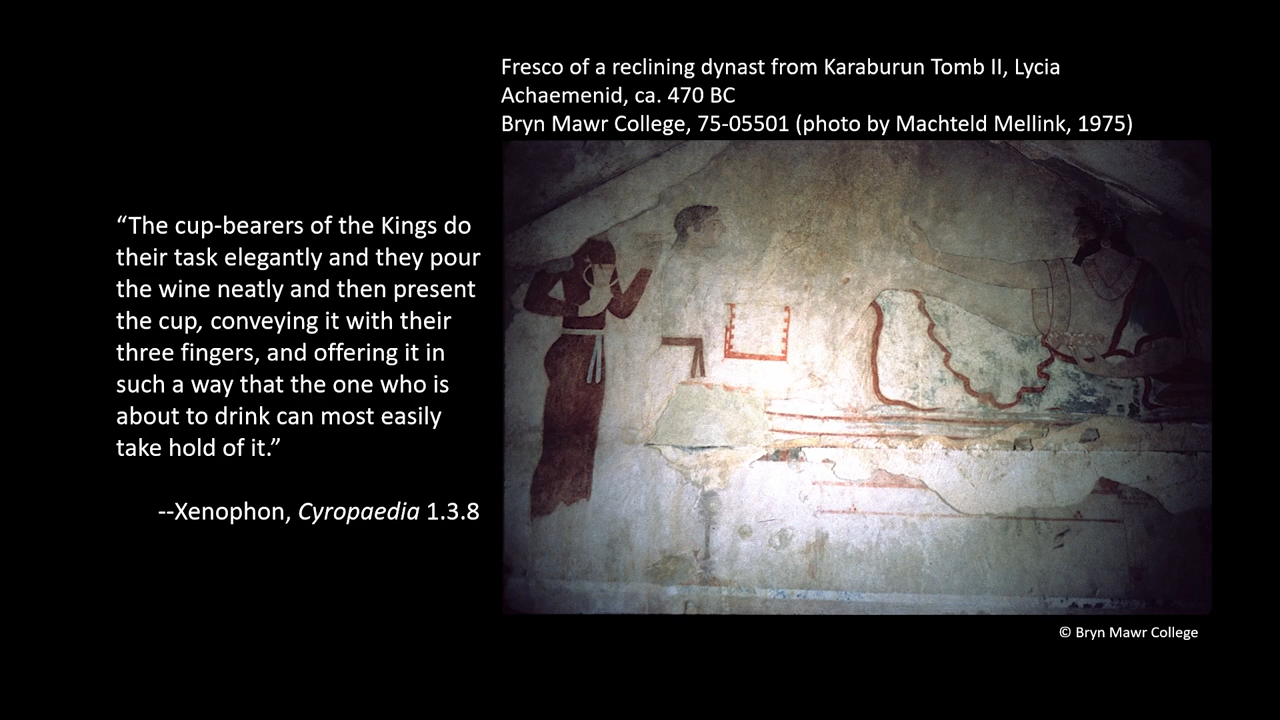 Fresco of a reclining dynast from Karaburun Tomb II, Lycia
Achaemenid, ca. 470 BC
Bryn Mawr College, 75-05501 (photo by Machteld Mellink, 1975)
“The cup-bearers of the Kings do
their task elegantly and they pour
the wine neatly and then present
the cup, conveying it with their
three fingers, and offering it in
such a way that the one who is
about to drink can most easily
take hold of it.”
--Xenophon, Cyropaedia 1.3.8
© Bryn Mawr College